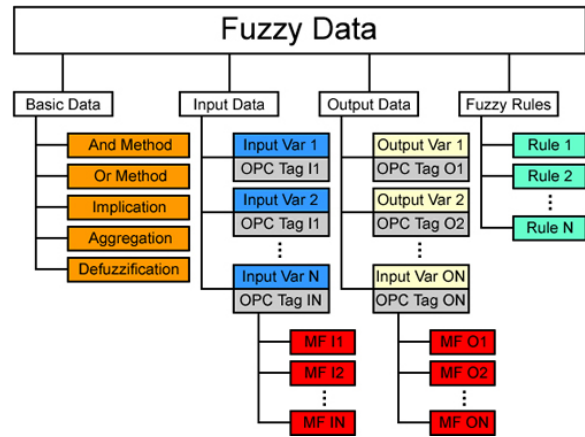 Fuzzy Data
Basic Data
Input Data
Output Data
Fuzzy Rules
And Method
Or Method
Implication
Aggregation
Defuzzification
Input Var 1
OPC Tag I1
Input Var 2
OPC Tag I1
Input Var N
OPC Tag IN
MF I1
MF I2
MF IN
Output Var 1
OPC Tag O1
Output Var 2
OPC Tag O2
Input Var ON
OPC Tag ON
MF O1
MF O2
MF ON
Rule 1
Rule 2
Rule N